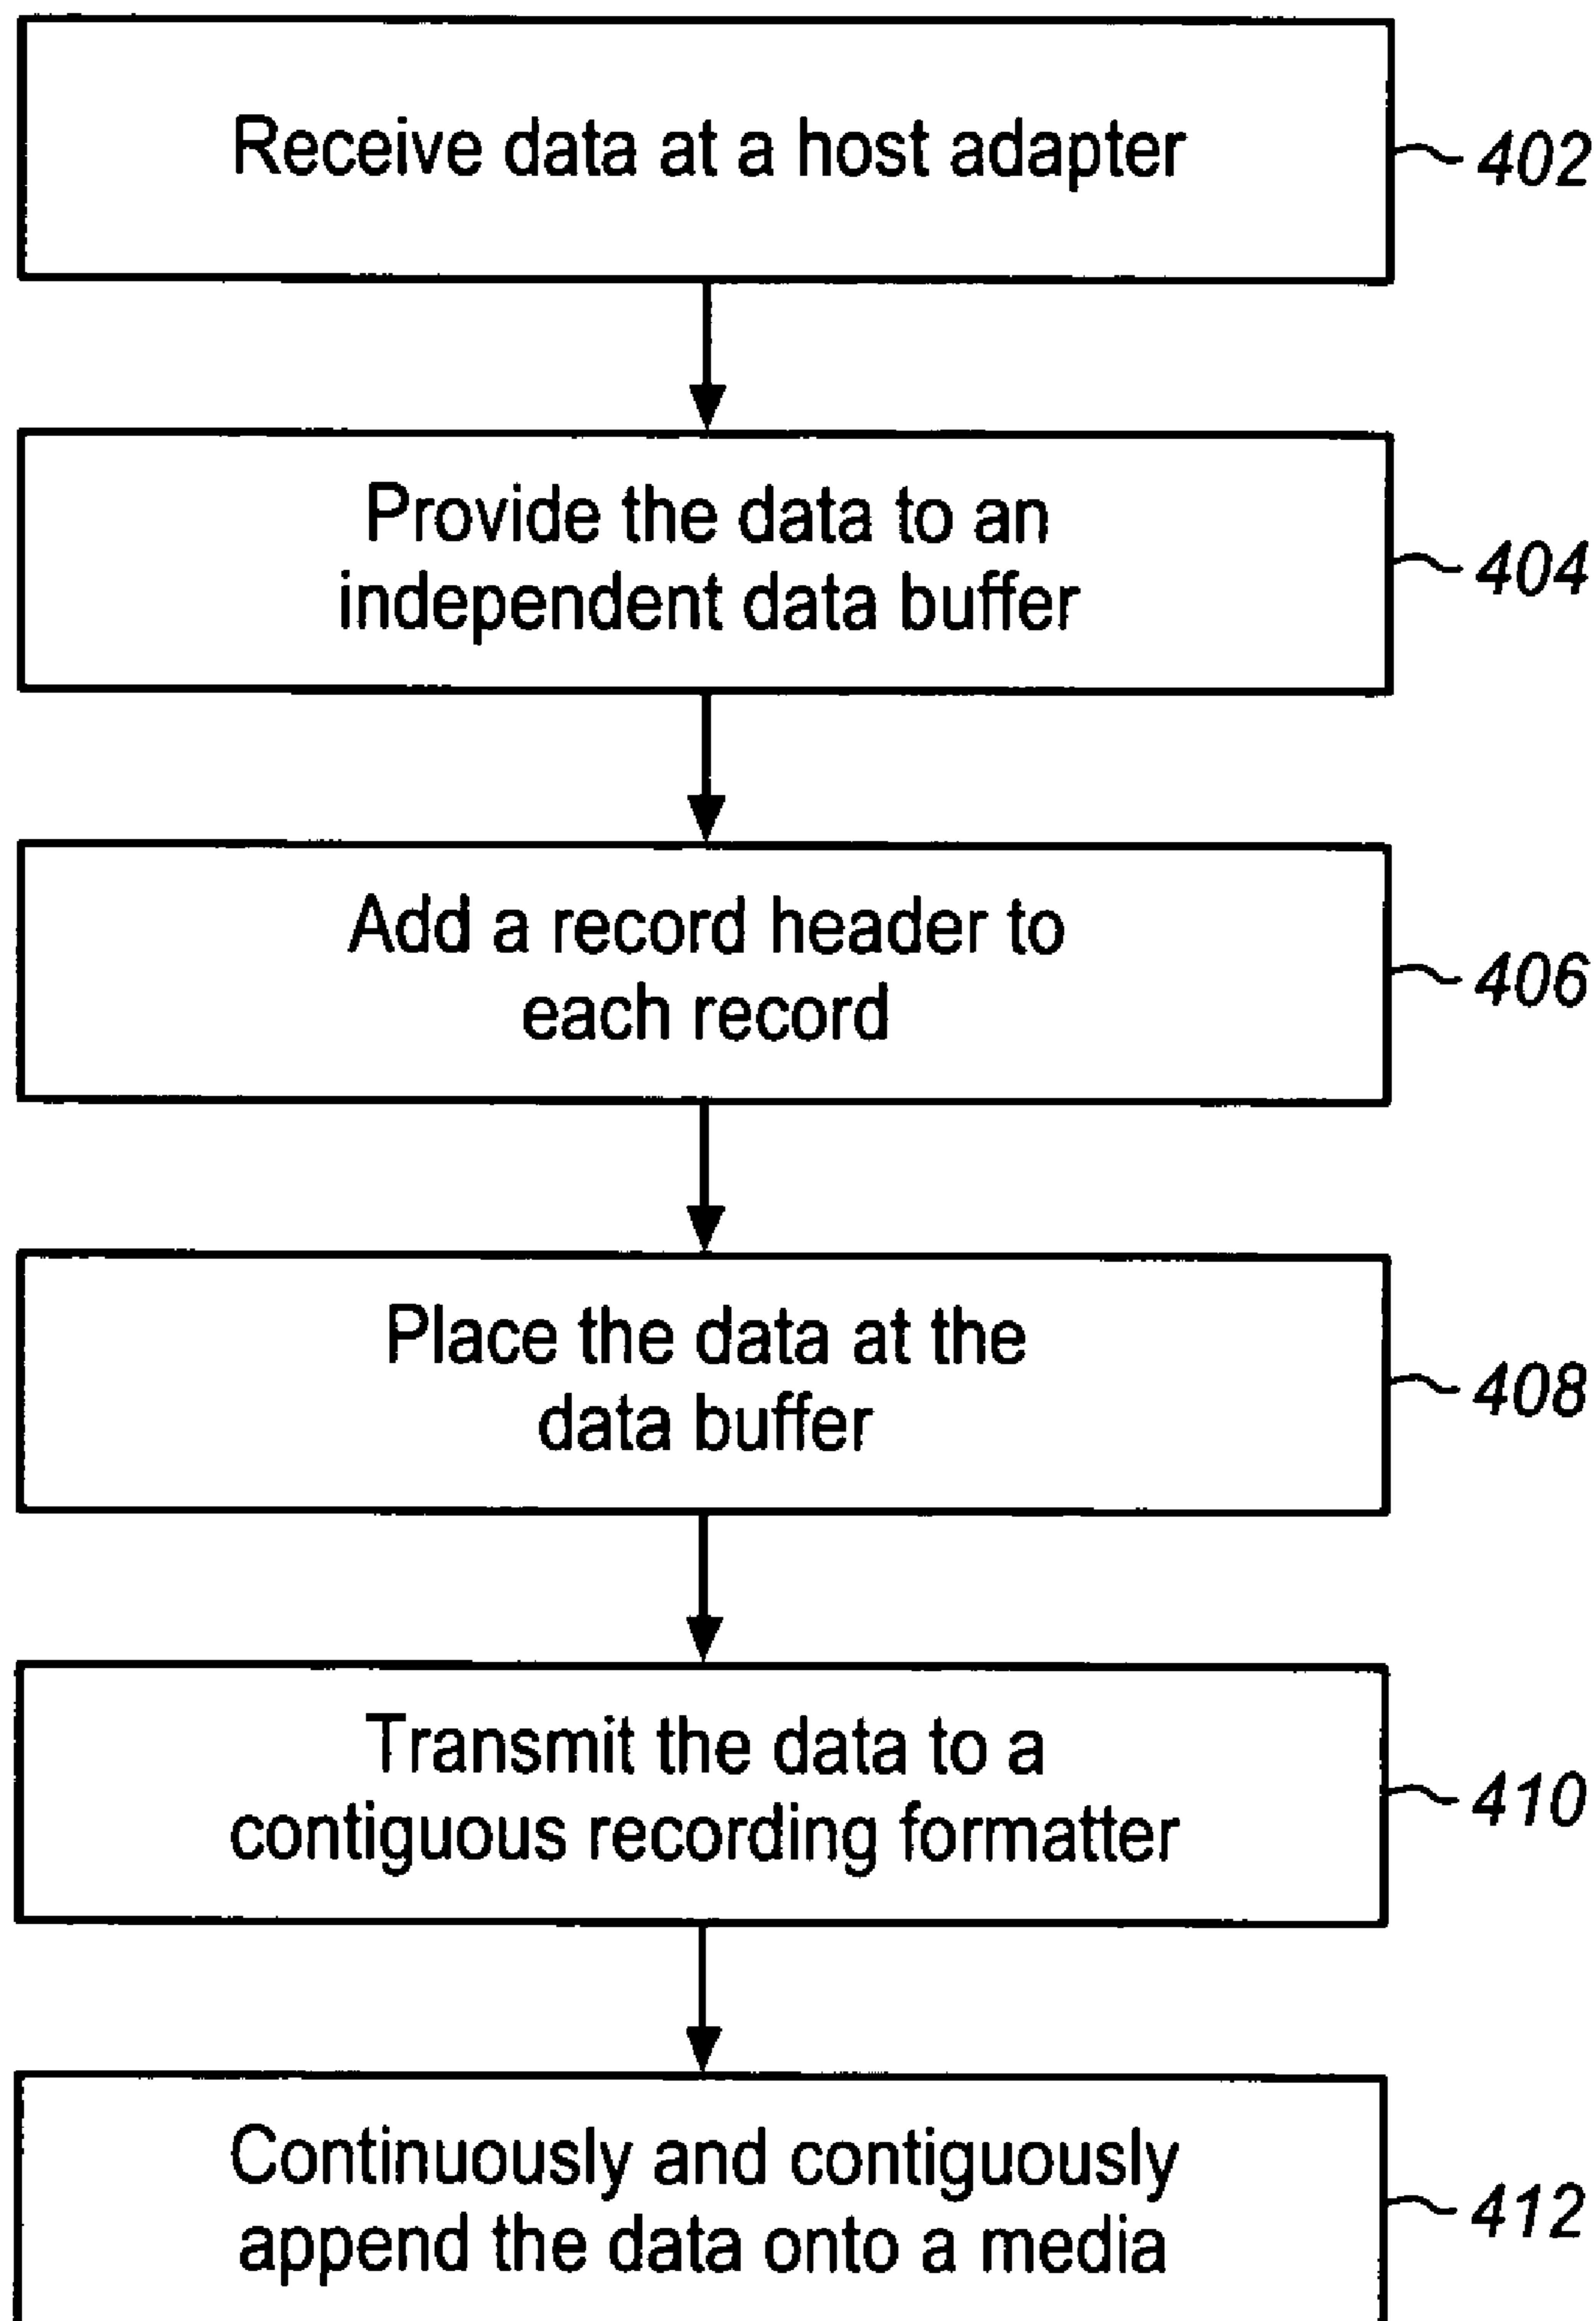 Receive data at a host adapter
402
Provide the data to an
independent data buffer
404
Add a record header to
each record
406
Place the data at the
data buffer
408
Transmit the data to a
contiguous recording formatter
410
Continuously and contiguously
append the data onto a media
412